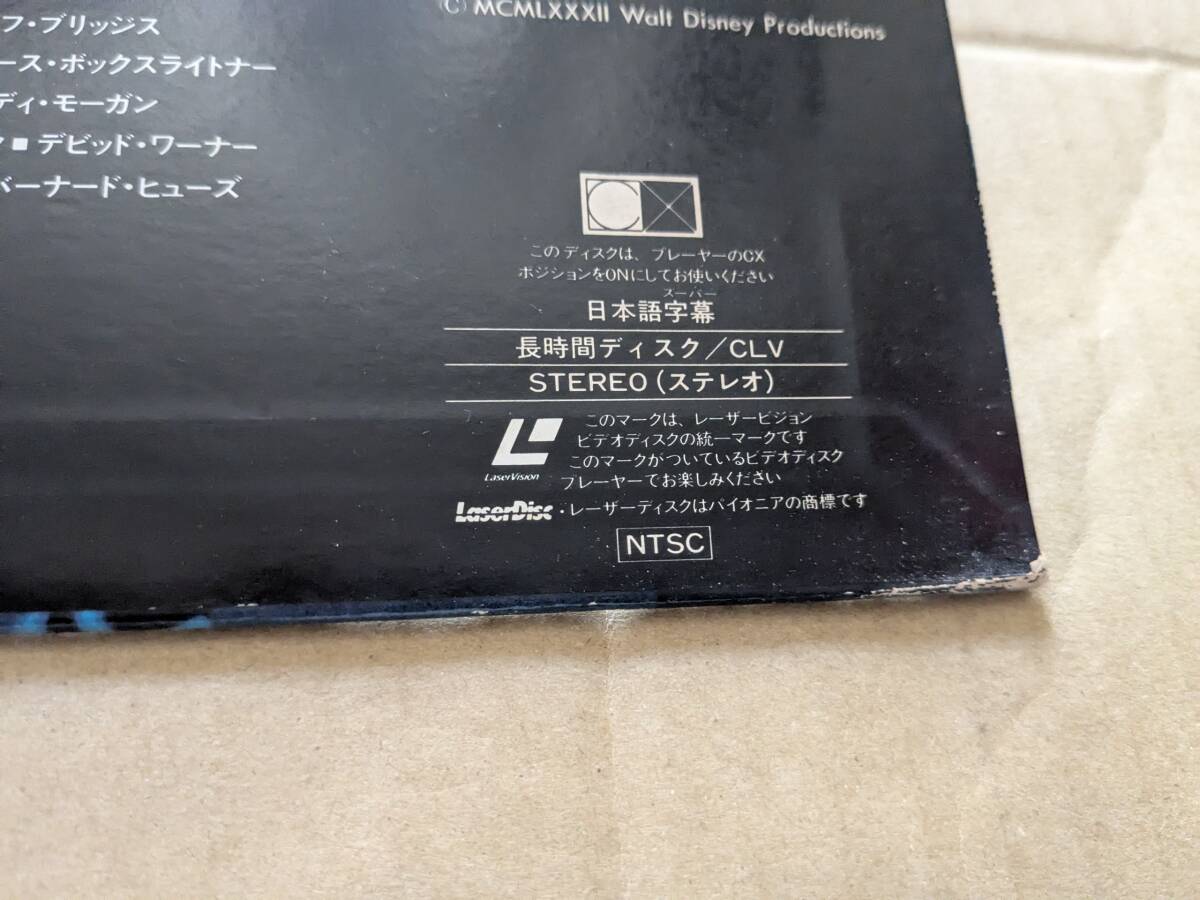 Ⓒ MCMLXXXII Walt Disney Productions
フ・ブリッジス
ース・ボックスライトナー
ディ・モーガン
■ デビッド・ワーナー
バーナード・ヒューズ
CX
このディスクは、プレーヤーのCX
ポジションをONにしてお使いください
スーパー
日本語字幕
長時間ディスク／CLV
STEREO（ステレオ）
このマークは、レーザービジョン
ビデオディスクの統一マークです
このマークがついているビデオディスク
プレーヤーでお楽しみください
LaserVision
LaserDisc・レーザーディスクはパイオニアの商標です
NTSC